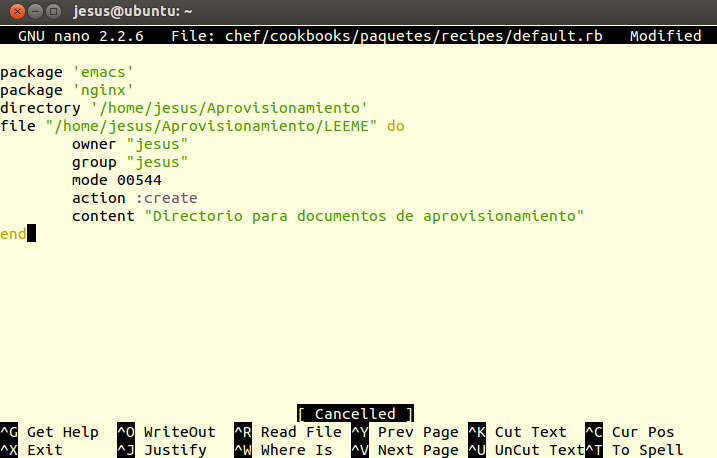 jesus@ubuntu: ~
GNU nano 2.2.6 File: chef/cookbooks/paquetes/recipes/default.rb Modified
package 'emacs'
package 'nginx'
directory '/home/jesus/Aprovisionamiento'
file "/home/jesus/Aprovisionamiento/LEEME" do
owner "jesus"
group "jesus"
mode 00544
action :create
content "Directorio para documentos de aprovisionamiento"
end
[ Cancelled ]
^G Get Help ^O WriteOut ^R Read File ^Y Prev Page ^K Cut Text ^C Cur Pos
^X Exit ^J Justify ^W Where Is ^V Next Page ^U UnCut Text ^T To Spell